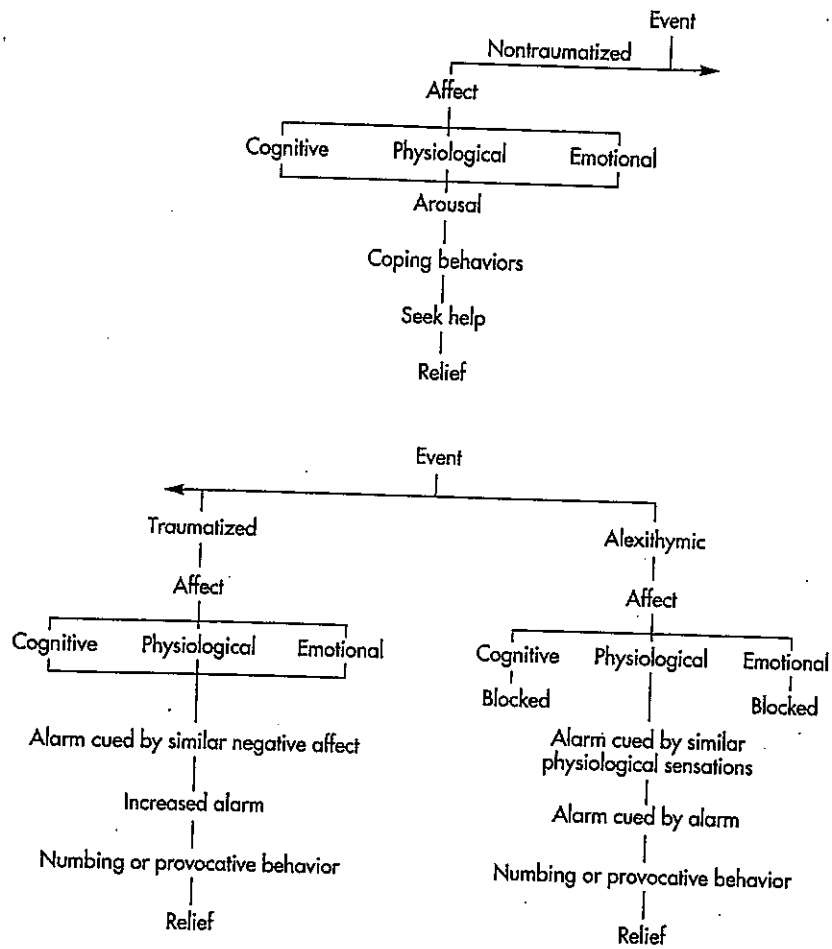 Event
Nontraumatized
Affect
Cognitive Physiological Emotional
Arousal
Coping behaviors
Seek help
Relief
Event
Traumatized
Affect
Cognitive Physiological Emotional
Alarm cued by similar negative affect
Increased alarm
Numbing or provocative behavior
Relief
Alexithymic
Affect
Cognitive Physiological Emotional
Blocked Blocked
Alarm cued by similar
physiological sensations
Alarm cued by alarm
Numbing or provocative behavior
Relief